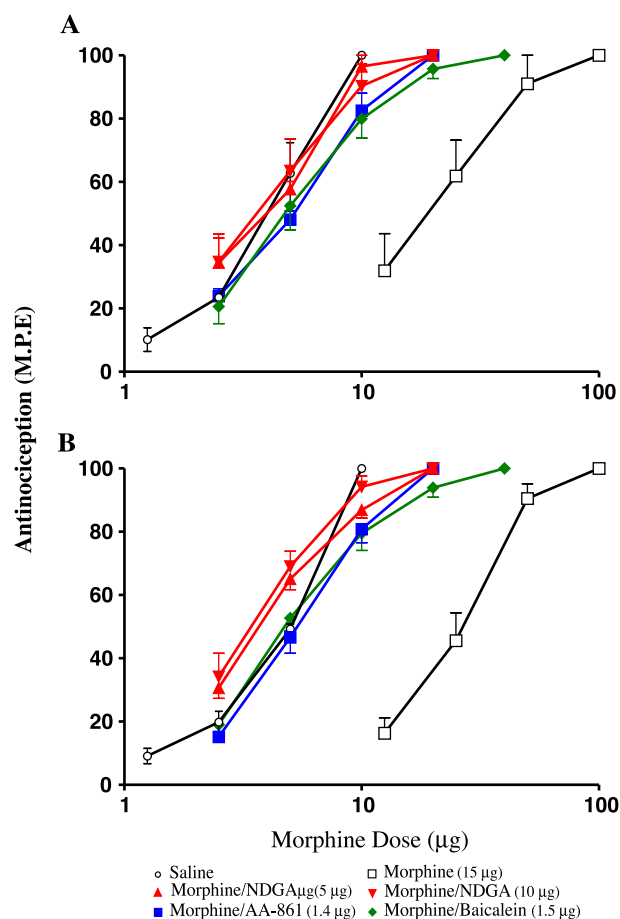 A
100
80
60
40
20
0
1
10
100
B
100
80
60
40
20
0
1
10
100
Antinociception (M.P.E)
Morphine Dose (µg)
Saline
Morphine (15 µg)
Morphine/NDGAµg(5 µg)
Morphine/NDGA (10 µg)
Morphine/AA-861 (1.4 µg)
Morphine/Baicalein (1.5 µg)